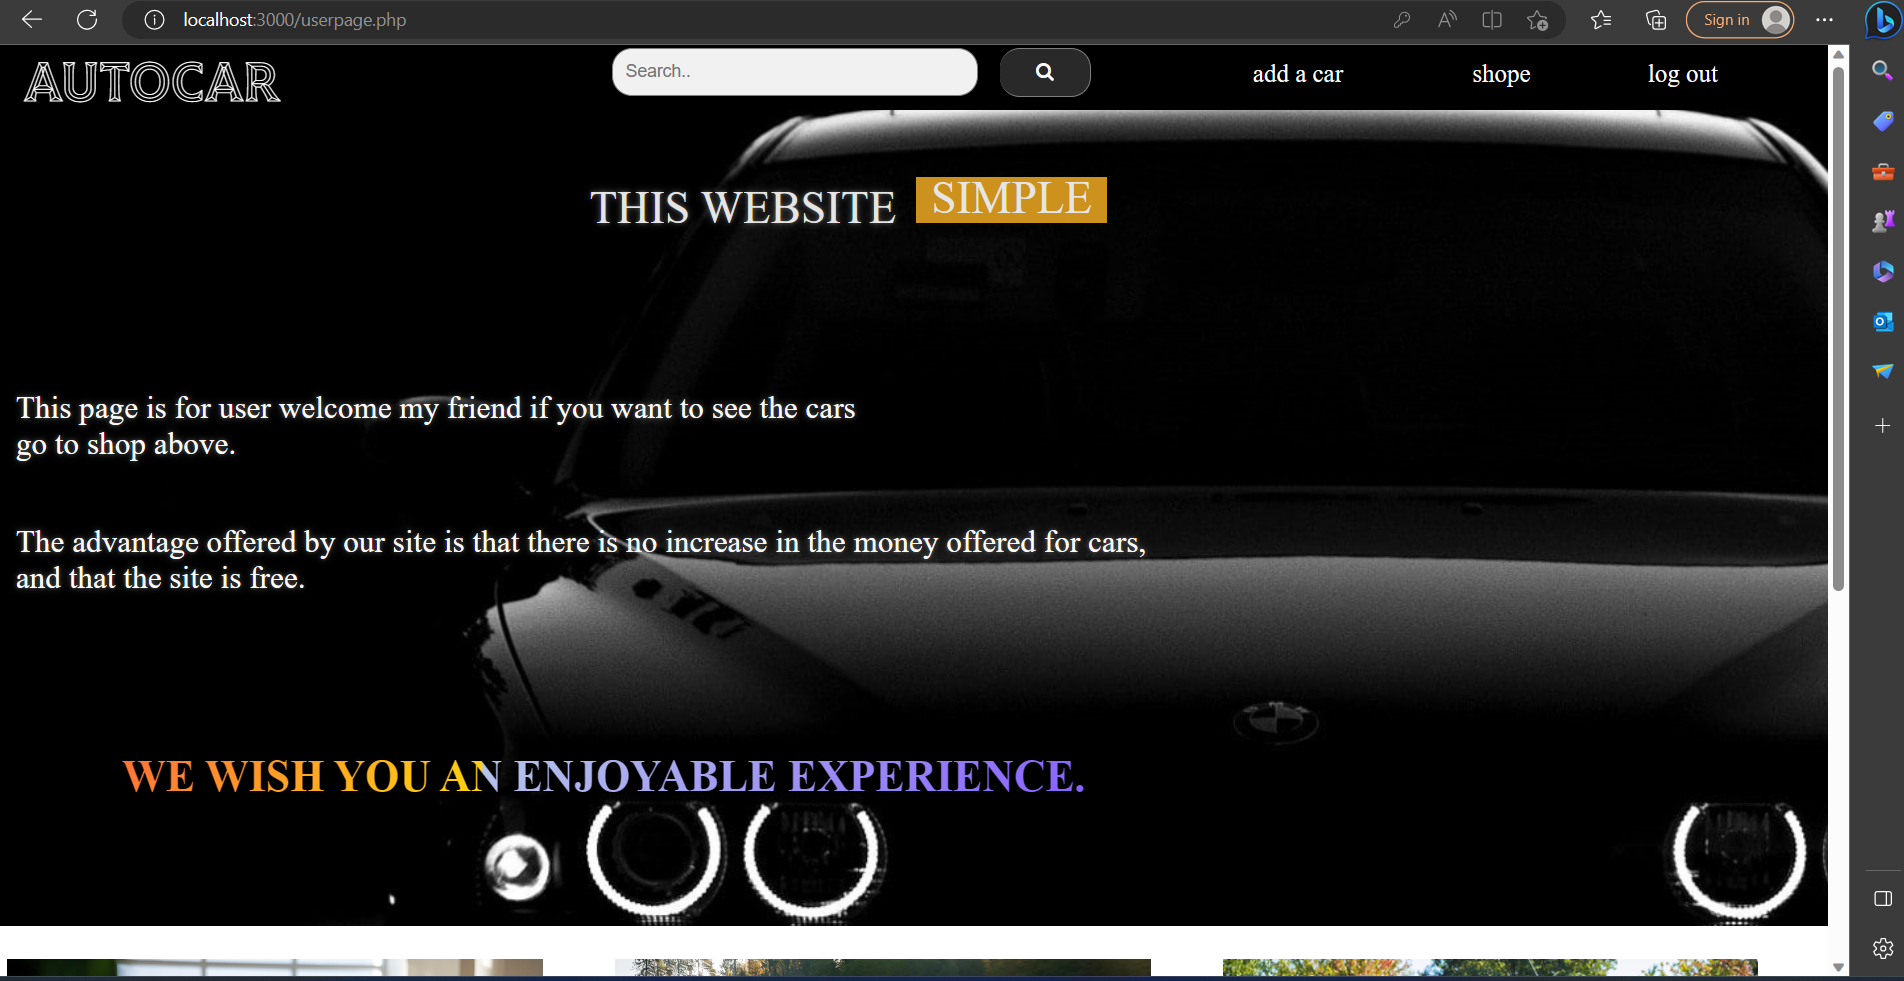 localhost:3000/userpage.php
Sign in
AUTOCAR
Search..
add a car
shope
log out
THIS WEBSITE SIMPLE
This page is for user welcome my friend if you want to see the cars
go to shop above.
The advantage offered by our site is that there is no increase in the money offered for cars,
and that the site is free.
WE WISH YOU AN ENJOYABLE EXPERIENCE.